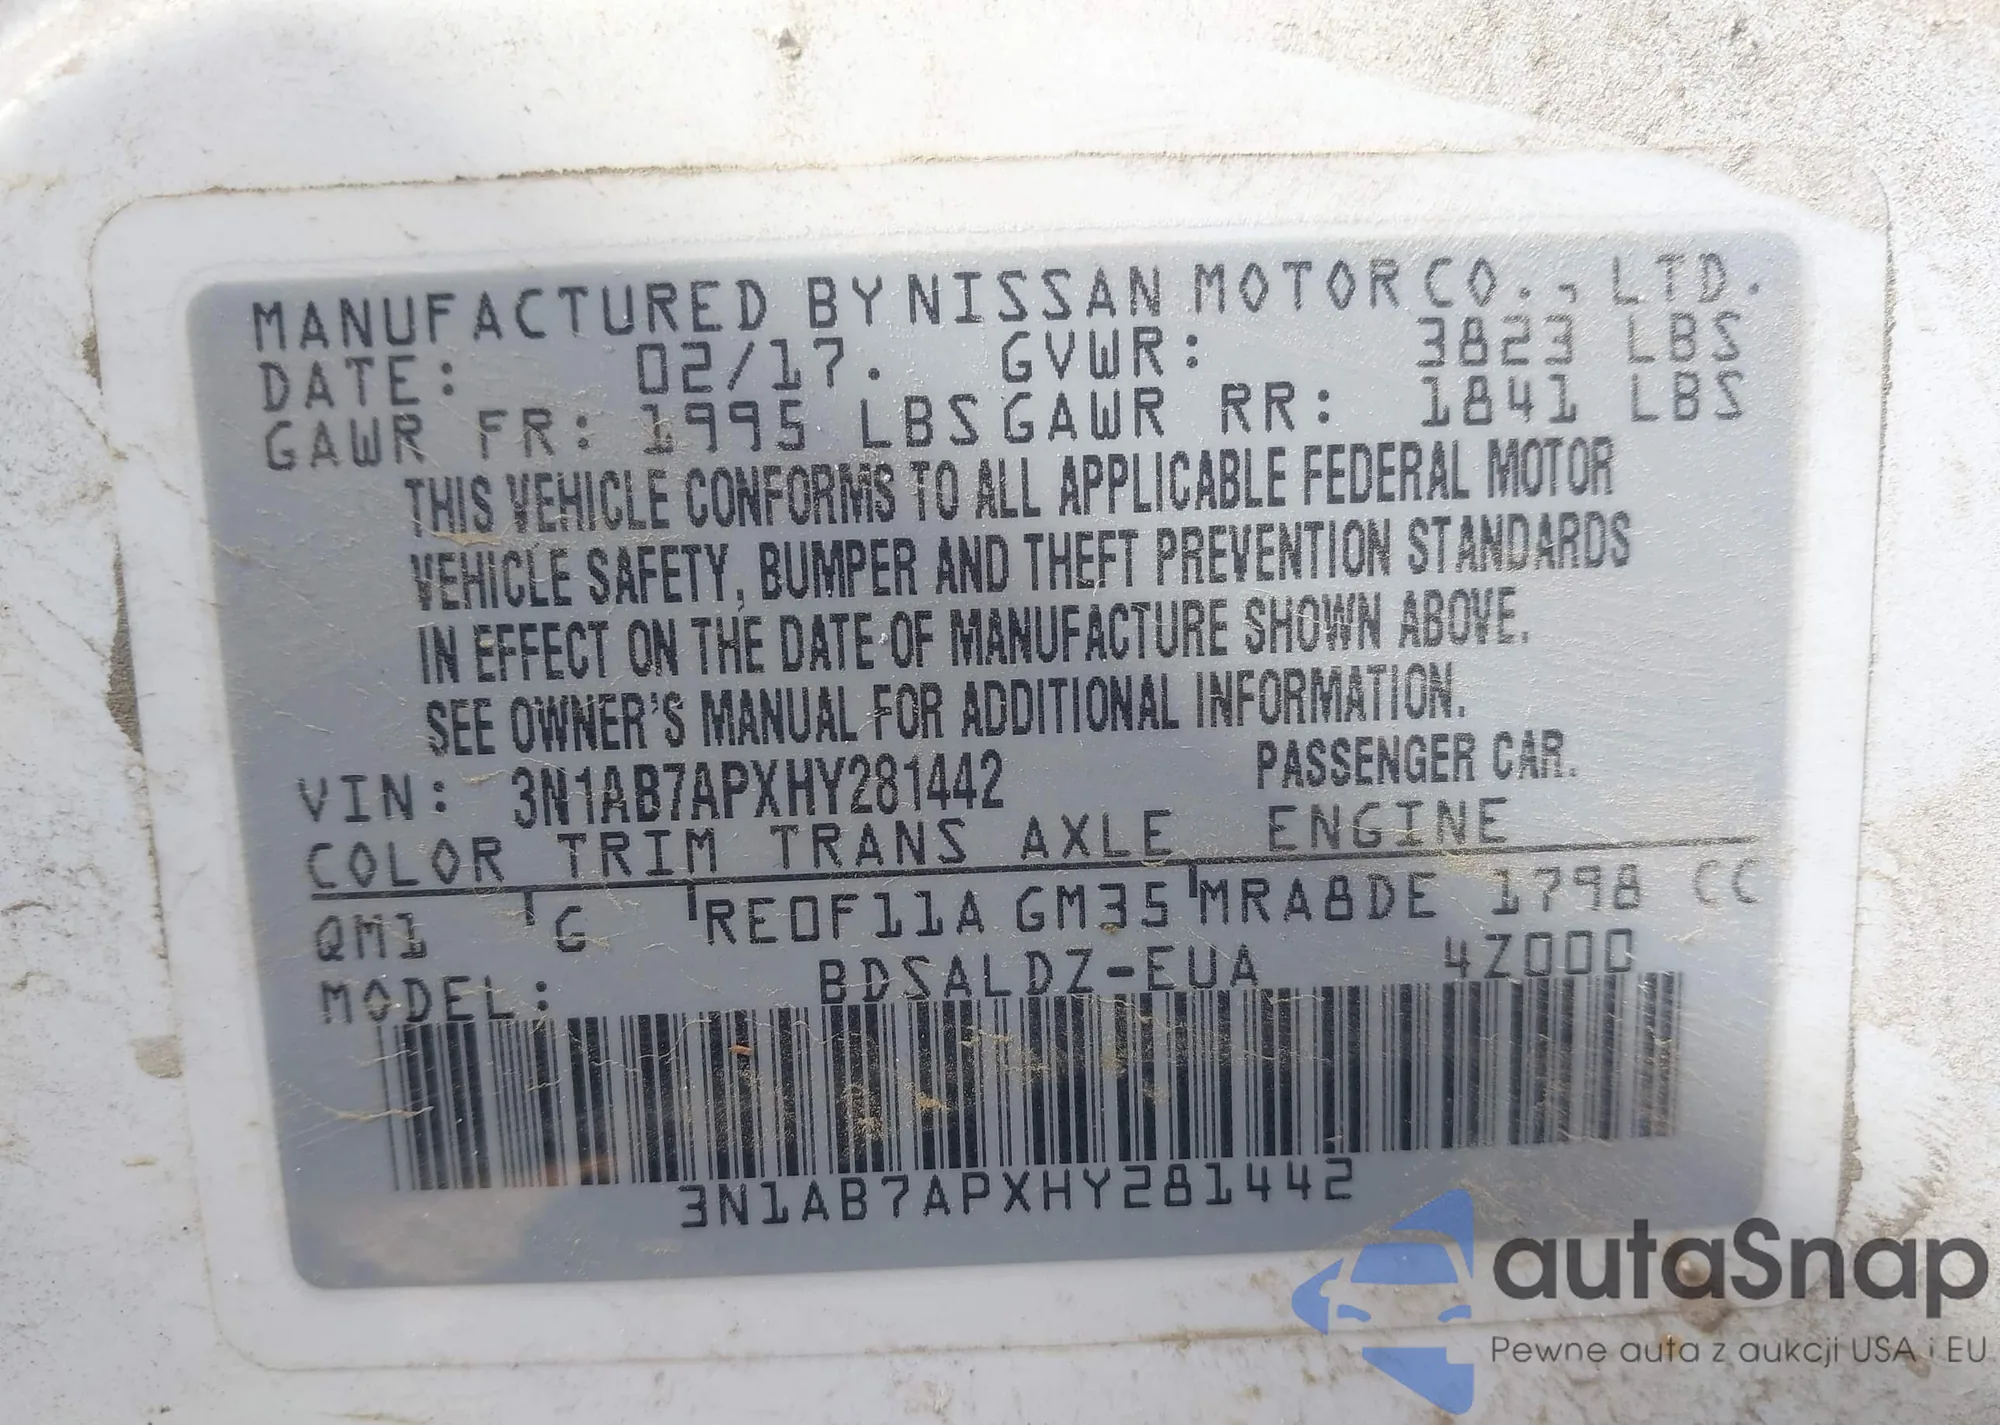 MANUFACTURED BY NISSAN MOTOR CO., LTD.
DATE: 02/17. GVWR: 3823 LBS
GAWR FR: 1995 LBS GAWR RR: 1841 LBS
THIS VEHICLE CONFORMS TO ALL APPLICABLE FEDERAL MOTOR
VEHICLE SAFETY, BUMPER AND THEFT PREVENTION STANDARDS
IN EFFECT ON THE DATE OF MANUFACTURE SHOWN ABOVE.
SEE OWNER'S MANUAL FOR ADDITIONAL INFORMATION.
VIN: 3N1AB7APXHY281442 PASSENGER CAR.
COLOR TRIM TRANS AXLE ENGINE
QM1 G RE0F11A GM35 MRA8DE 1798 CC
MODEL: BDSALDZ-EUA 4Z00C
3N1AB7APXHY281442
autaSnap
Pewne auta z aukcji USA i EU